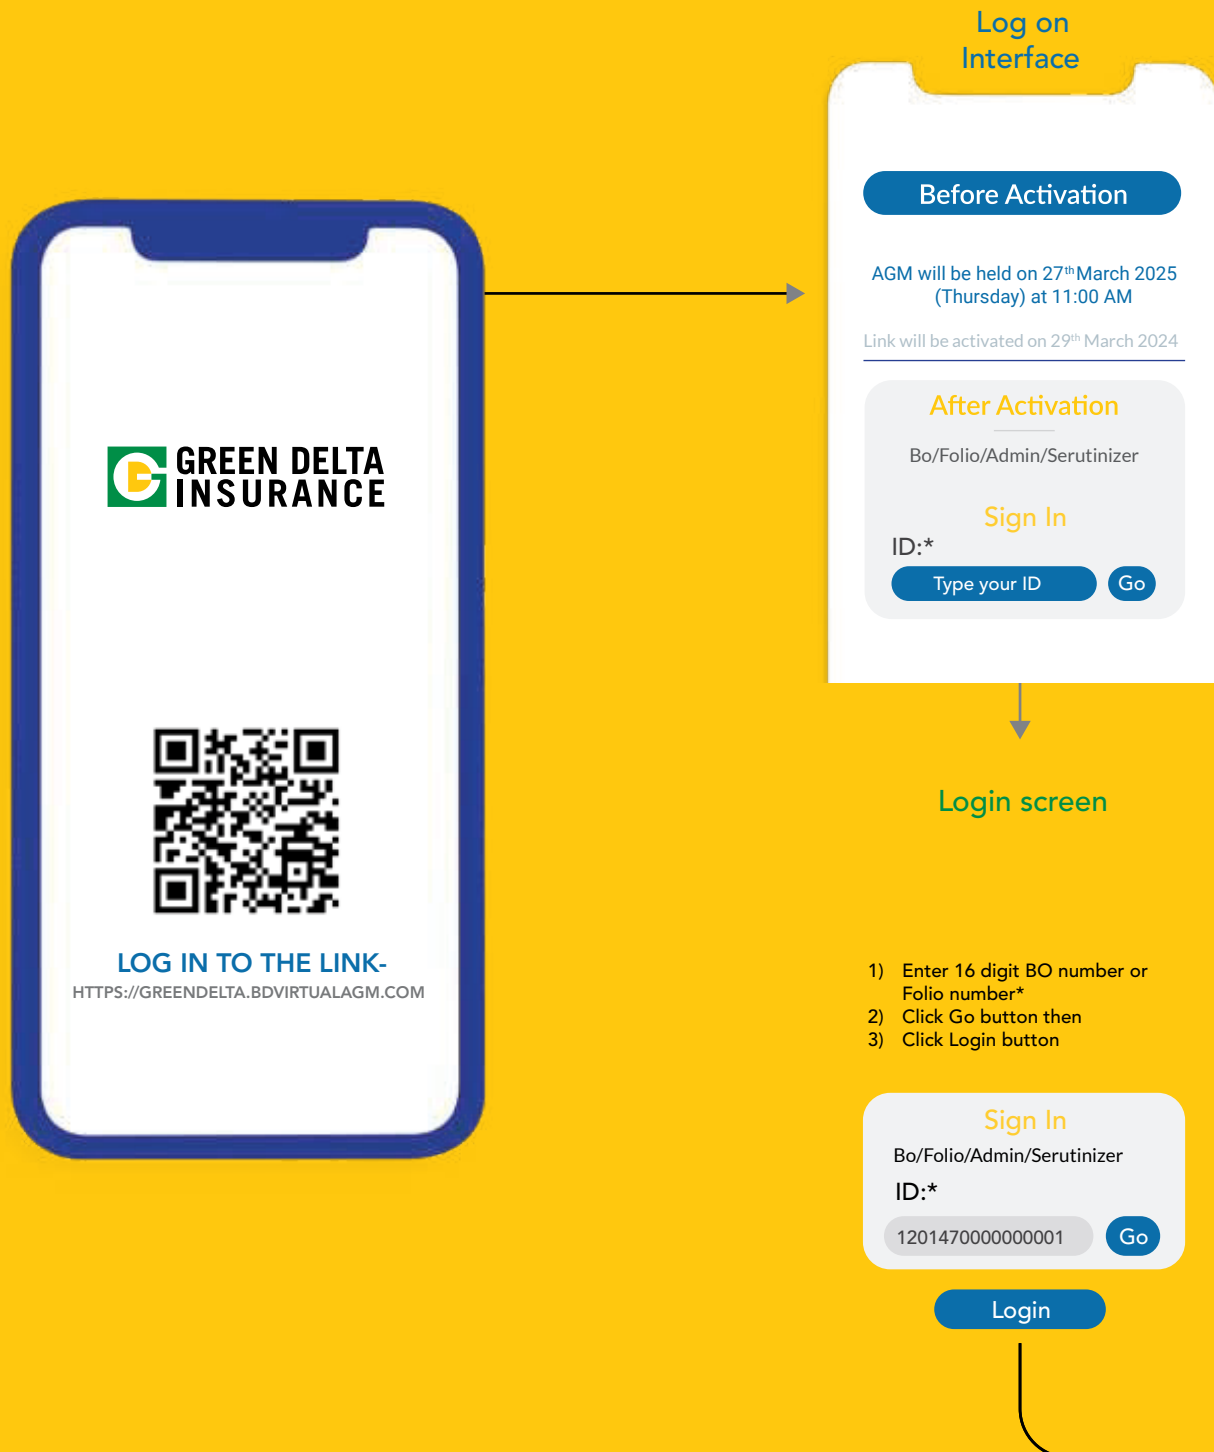 GREEN DELTA
INSURANCE
LOG IN TO THE LINK-
HTTPS://GREENDELTA.BDVIRTUALAGM.COM
Log on
Interface
Before Activation
AGM will be held on 27th March 2025
(Thursday) at 11:00 AM
Link will be activated on 29th March 2024
After Activation
Bo/Folio/Admin/Serutinizer
Sign In
ID:*
Type your ID Go
Login screen
1) Enter 16 digit BO number or
Folio number*
2) Click Go button then
3) Click Login button
Sign In
Bo/Folio/Admin/Serutinizer
ID:*
1201470000000001 Go
Login